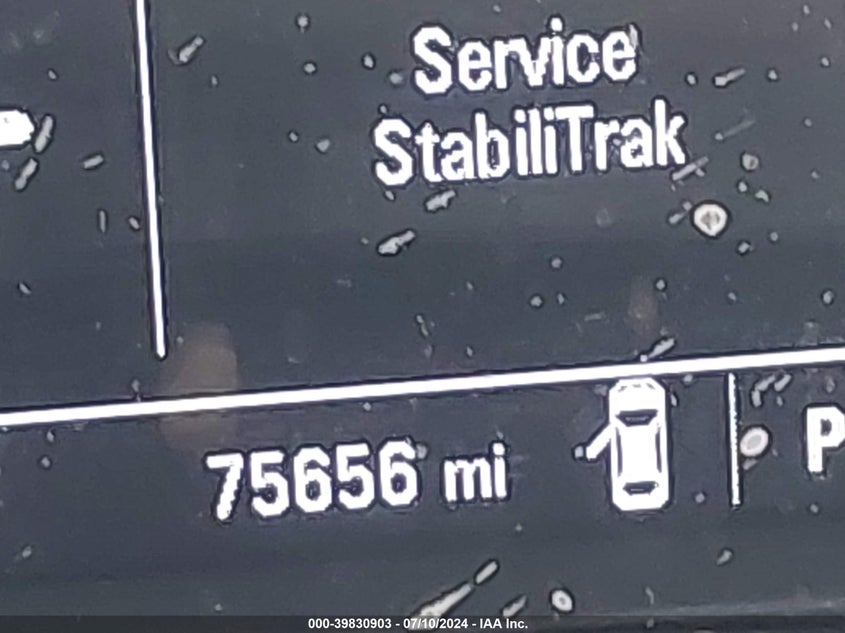 Service
StabiliTrak
75656 mi
P
000-39830903 - 07/10/2024 - IAA Inc.